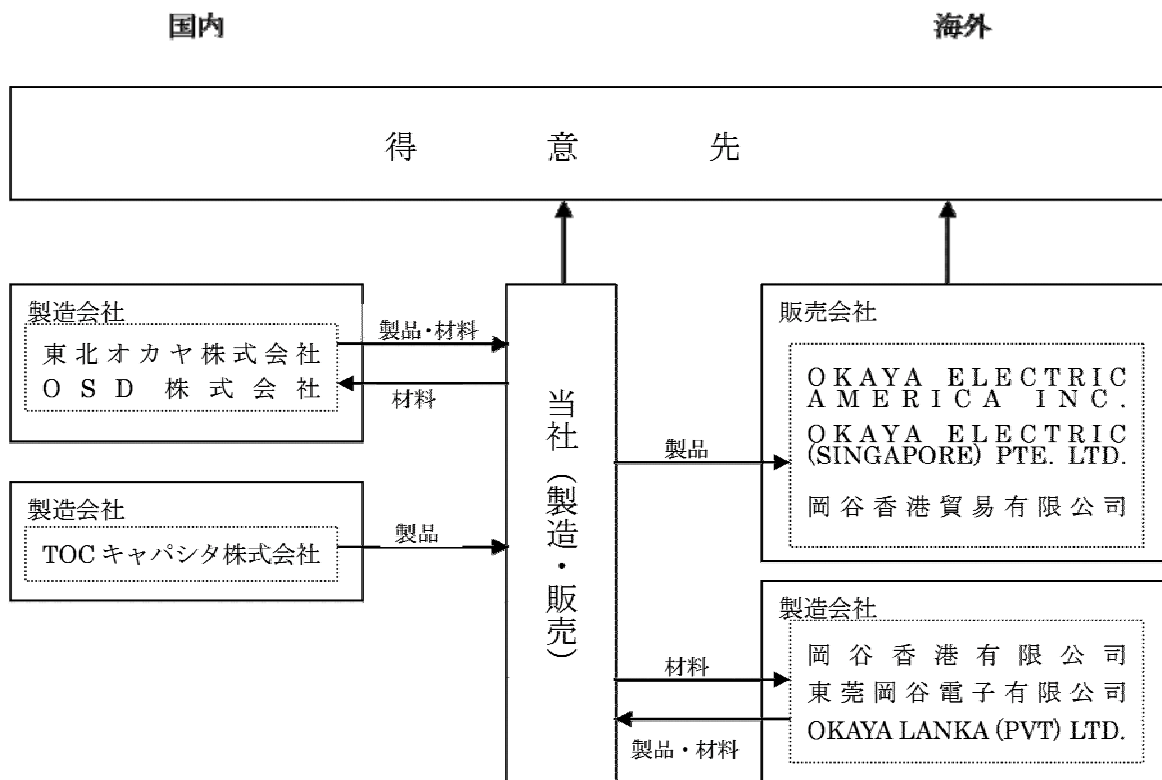 国内
海外
得意先
製造会社
東北オカヤ株式会社
OSD株式会社
製品・材料
材料
製造会社
TOCキャパシタ株式会社
製品
当社（製造・販売）
製品
材料
製品・材料
販売会社
OKAYA ELECTRIC
AMERICA INC.
OKAYA ELECTRIC
(SINGAPORE) PTE. LTD.
岡谷香港貿易有限公司
製造会社
岡谷香港有限公司
東莞岡谷電子有限公司
OKAYA LANKA (PVT) LTD.